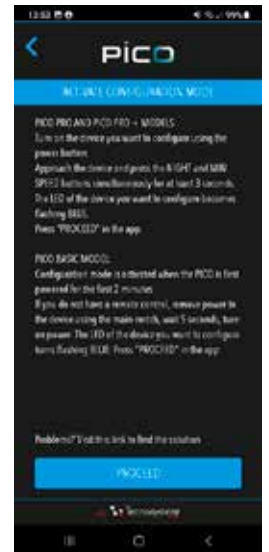 13:53 99%
PICO
ACTIVATE CONFIGURATION MODE
PICO PRO AND PICO PRO + MODELS:
Turn on the device you want to configure using the
power button.
Approach the device and press the NIGHT and MIN
SPEED buttons simultaneously for at least 3 seconds.
The LED of the device you want to configure becomes
flashing BLUE.
Press "PROCEED" in the app.
PICO BASIC MODEL:
Configuration mode is activated when the PICO is first
powered for the first 2 minutes
If you do not have a remote control, remove power to
the device using the main switch, wait 5 seconds, turn
on power. The LED of the device you want to configure
turns flashing BLUE. Press "PROCEED" in the app
Problems? Visit this link to find the solution
PROCEED
Tecnosystemi